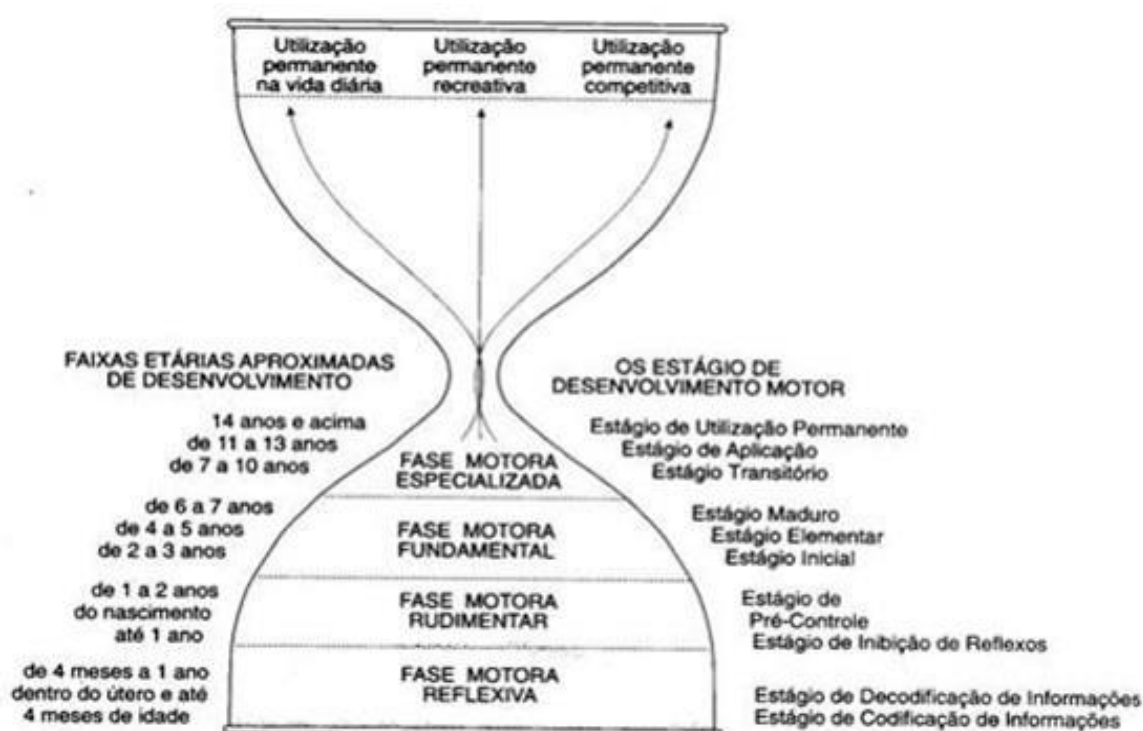 Utilização permanente na vida diária
Utilização permanente recreativa
Utilização permanente competitiva
FAIXAS ETÁRIAS APROXIMADAS
DE DESENVOLVIMENTO
OS ESTÁGIO DE
DESENVOLVIMENTO MOTOR
14 anos e acima
de 11 a 13 anos
de 7 a 10 anos
FASE MOTORA
ESPECIALIZADA
Estágio de Utilização Permanente
Estágio de Aplicação
Estágio Transitório
de 6 a 7 anos
de 4 a 5 anos
de 2 a 3 anos
FASE MOTORA
FUNDAMENTAL
Estágio Maduro
Estágio Elementar
Estágio Inicial
de 1 a 2 anos
do nascimento
até 1 ano
FASE MOTORA
RUDIMENTAR
Estágio de
Pré-Controle
Estágio de Inibição de Reflexos
de 4 meses a 1 ano
dentro do útero e até
4 meses de idade
FASE MOTORA
REFLEXIVA
Estágio de Decodificação de Informações
Estágio de Codificação de Informações